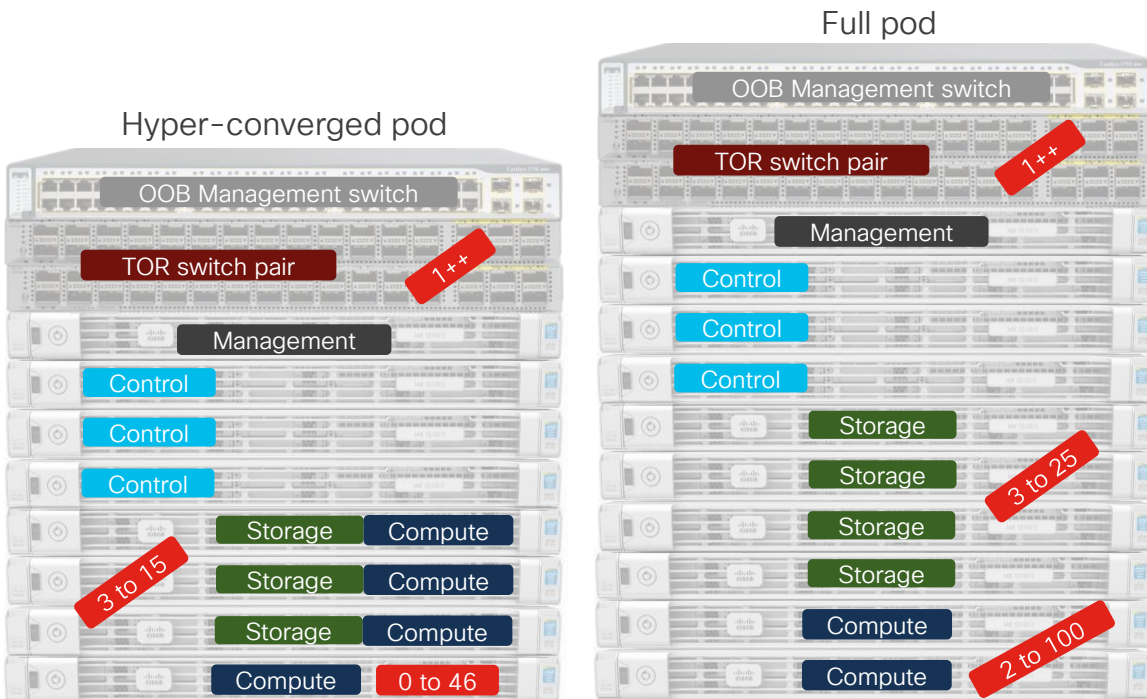 Hyper-converged pod
OOB Management switch
TOR switch pair
1++
Management
Control
Control
Control
Storage Compute
3 to 15
Storage Compute
Storage Compute
Compute 0 to 46
Full pod
OOB Management switch
TOR switch pair
1++
Management
Control
Control
Control
Storage
Storage
3 to 25
Storage
Storage
Compute
Compute
2 to 100